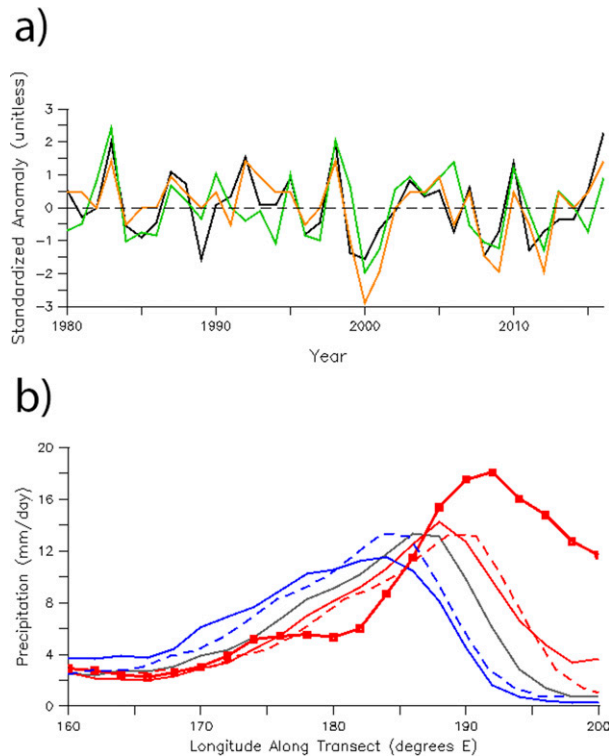 a)
3
2
1
0
-1
-2
-3
Standardized Anomaly (unitless)
1980 1990 2000 2010
Year
b)
20
16
12
8
4
0
Precipitation (mm/day)
160 170 180 190 200
Longitude Along Transect (degrees E)